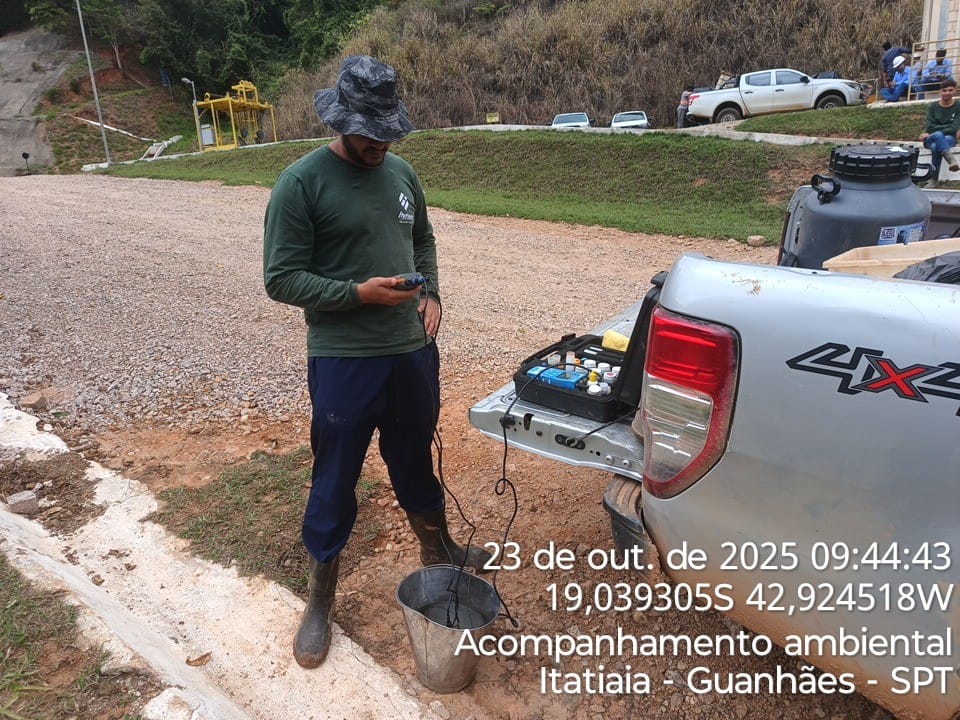 4x4
23 de out. de 2025 09:44:43
19,039305S 42,924518W
Acompanhamento ambiental
Itatiaia - Guanhães - SPT